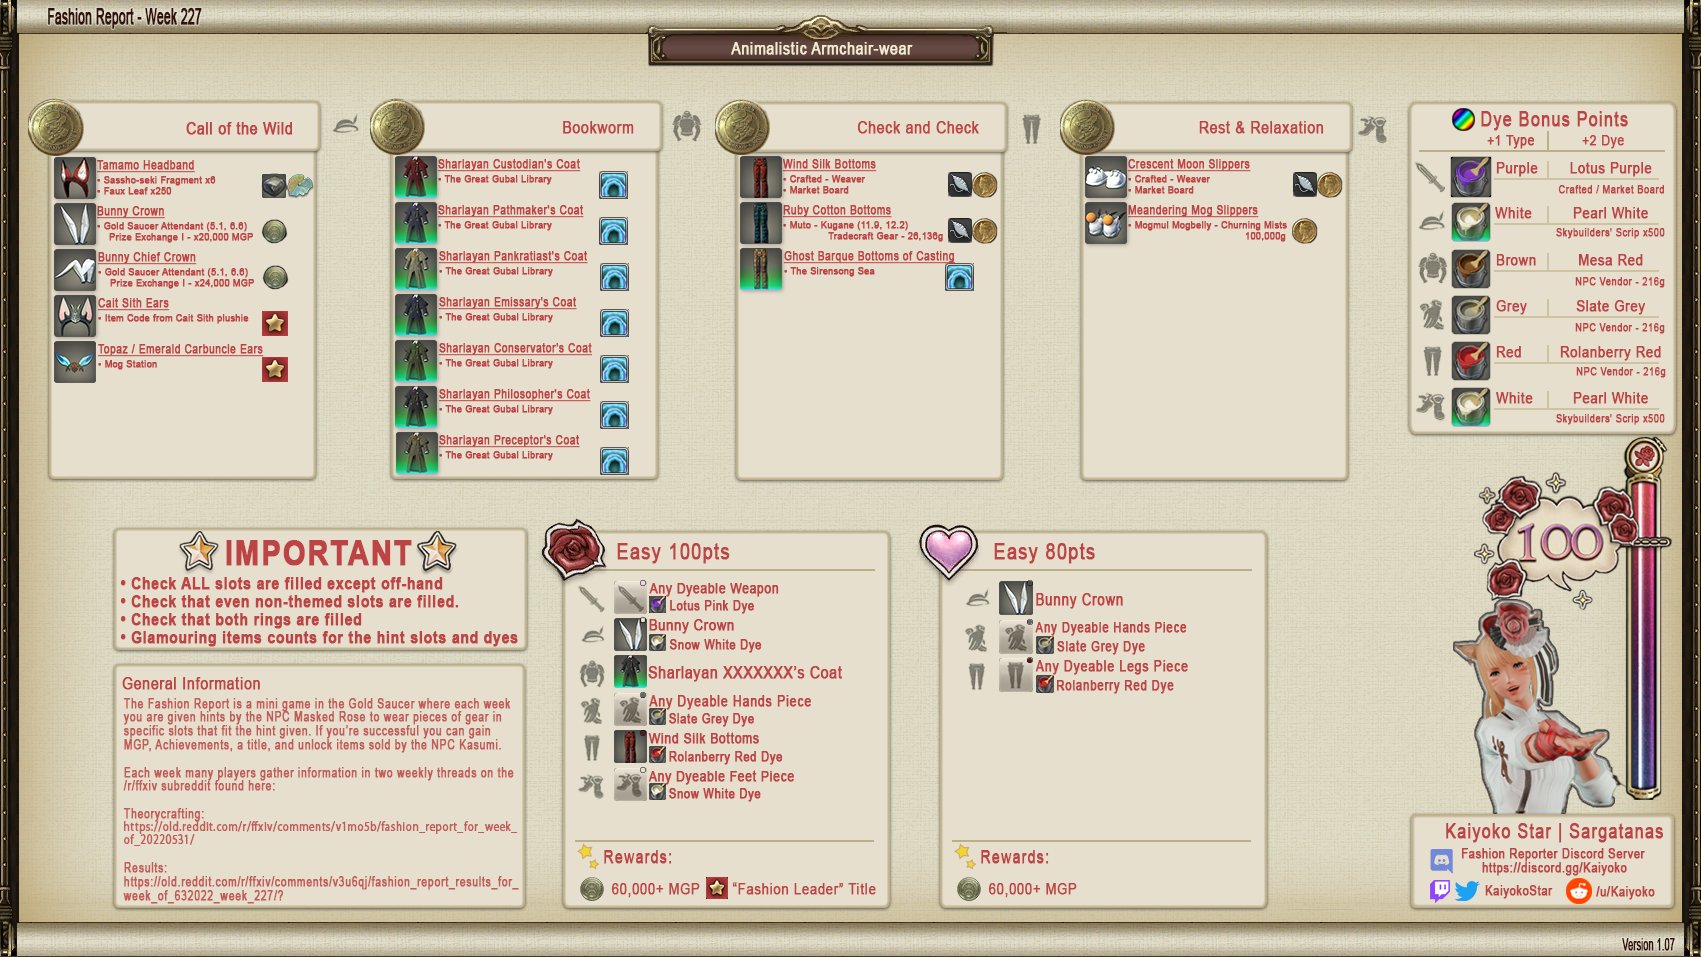 Fashion Report - Week 227
Animalistic Armchair-wear
Call of the Wild
Tamamo Headband
• Sassho-seki Fragment x6
• Faux Leaf x250
Bunny Crown
• Gold Saucer Attendant (5.1, 6.6)
Prize Exchange I - x20,000 MGP
Bunny Chief Crown
• Gold Saucer Attendant (5.1, 6.6)
Prize Exchange I - x24,000 MGP
Cait Sith Ears
• Item Code from Cait Sith plushie
Topaz / Emerald Carbuncle Ears
• Mog Station
Bookworm
Sharlayan Custodian's Coat
• The Great Gubal Library
Sharlayan Pathmaker's Coat
• The Great Gubal Library
Sharlayan Pankratiast's Coat
• The Great Gubal Library
Sharlayan Emissary's Coat
• The Great Gubal Library
Sharlayan Conservator's Coat
• The Great Gubal Library
Sharlayan Philosopher's Coat
• The Great Gubal Library
Sharlayan Preceptor's Coat
• The Great Gubal Library
Check and Check
Wind Silk Bottoms
• Crafted - Weaver
• Market Board
Ruby Cotton Bottoms
• Muto - Kugane (11.9, 12.2)
Tradecraft Gear - 26,136g
Ghost Barque Bottoms of Casting
• The Sirensong Sea
Rest & Relaxation
Crescent Moon Slippers
• Crafted - Weaver
• Market Board
Meandering Mog Slippers
• Mogmul Mogbelly - Churning Mists
100,000g
Dye Bonus Points
+1 Type +2 Dye
Purple Lotus Purple
Crafted / Market Board
White Pearl White
Skybuilders' Scrip x500
Brown Mesa Red
NPC Vendor - 216g
Grey Slate Grey
NPC Vendor - 216g
Red Rolanberry Red
NPC Vendor - 216g
White Pearl White
Skybuilders' Scrip x500
IMPORTANT
• Check ALL slots are filled except off-hand
• Check that even non-themed slots are filled.
• Check that both rings are filled
• Glamouring items counts for the hint slots and dyes
General Information
The Fashion Report is a mini game in the Gold Saucer where each week
you are given hints by the NPC Masked Rose to wear pieces of gear in
specific slots that fit the hint given. If you're successful you can gain
MGP, Achievements, a title, and unlock items sold by the NPC Kasumi.
Each week many players gather information in two weekly threads on the
/r/ffxiv subreddit found here:
Theorycrafting:
https://old.reddit.com/r/ffxiv/comments/v1mo5b/fashion_report_for_week_
of_20220531/
Results:
https://old.reddit.com/r/ffxiv/comments/v3u6qj/fashion_report_results_for_
week_of_632022_week_227/?
Easy 100pts
Any Dyeable Weapon
Lotus Pink Dye
Bunny Crown
Snow White Dye
Sharlayan XXXXXXX's Coat
Any Dyeable Hands Piece
Slate Grey Dye
Wind Silk Bottoms
Rolanberry Red Dye
Any Dyeable Feet Piece
Snow White Dye
Rewards:
60,000+ MGP “Fashion Leader” Title
Easy 80pts
Bunny Crown
Any Dyeable Hands Piece
Slate Grey Dye
Any Dyeable Legs Piece
Rolanberry Red Dye
Rewards:
60,000+ MGP
100
Kaiyoko Star | Sargatanas
Fashion Reporter Discord Server
https://discord.gg/Kaiyoko
KaiyokoStar /u/Kaiyoko
Version 1.07